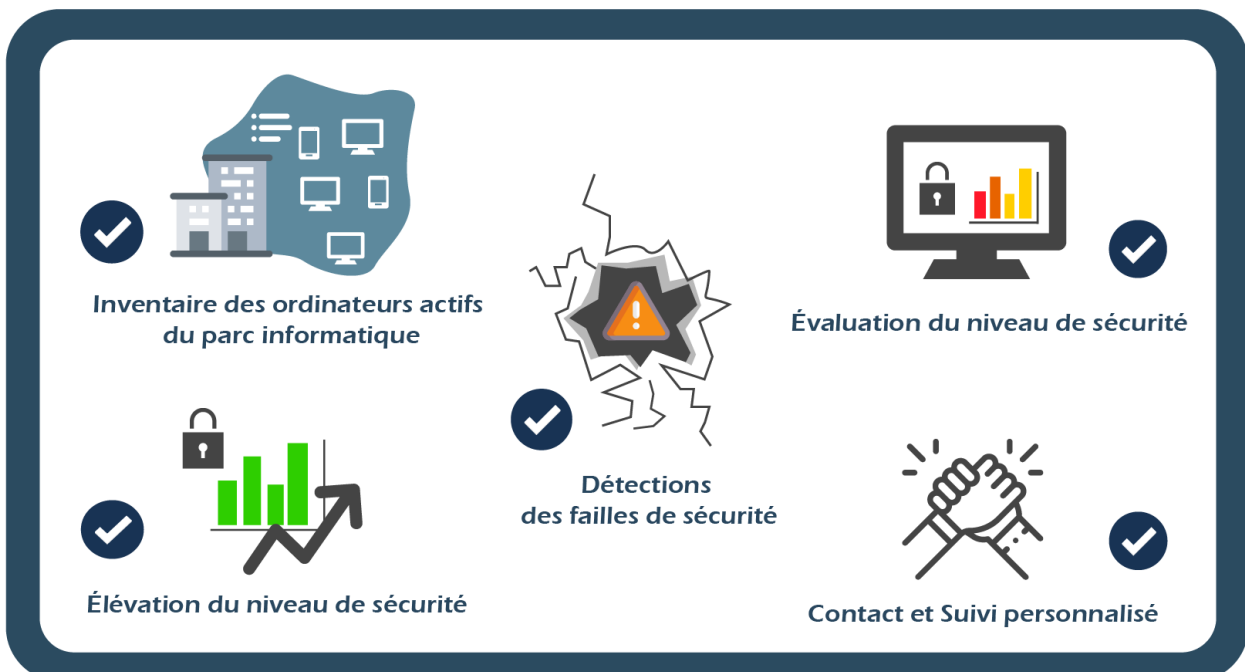 Inventaire des ordinateurs actifs
du parc informatique
Évaluation du niveau de sécurité
Détections
des failles de sécurité
Élévation du niveau de sécurité
Contact et Suivi personnalisé